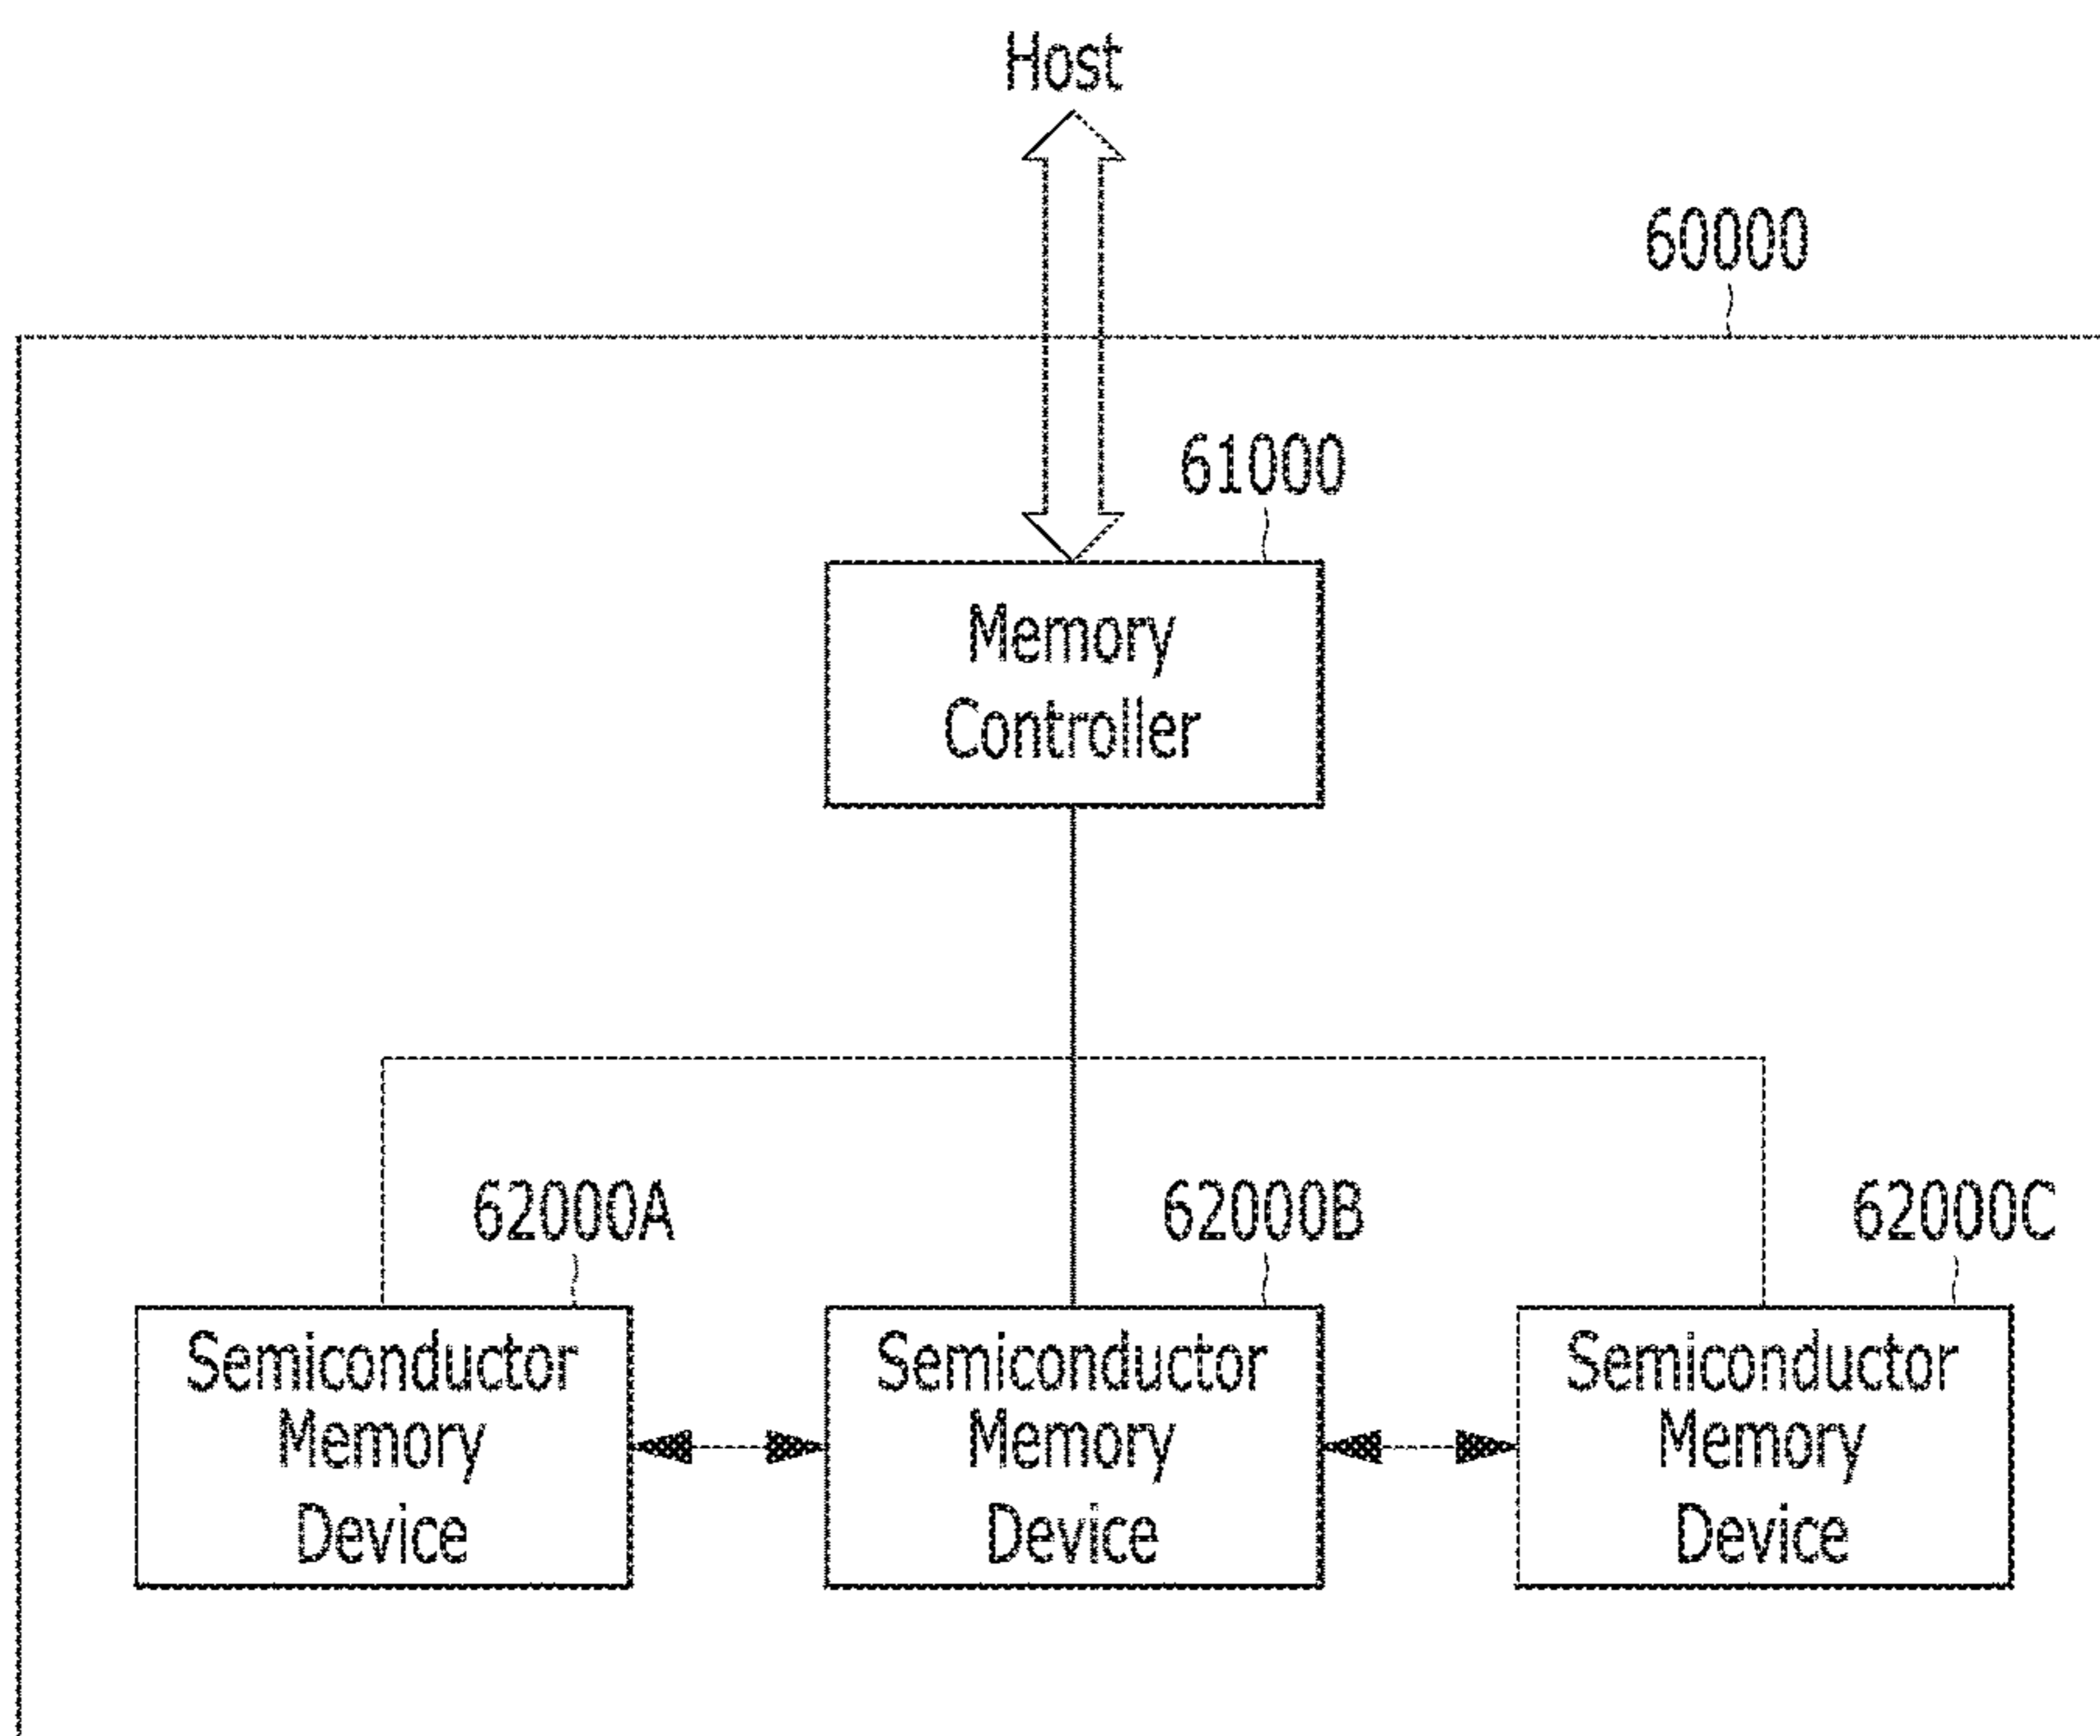 Host
60000
61000
Memory
Controller
62000A
62000B
62000C
Semiconductor
Memory
Device
Semiconductor
Memory
Device
Semiconductor
Memory
Device